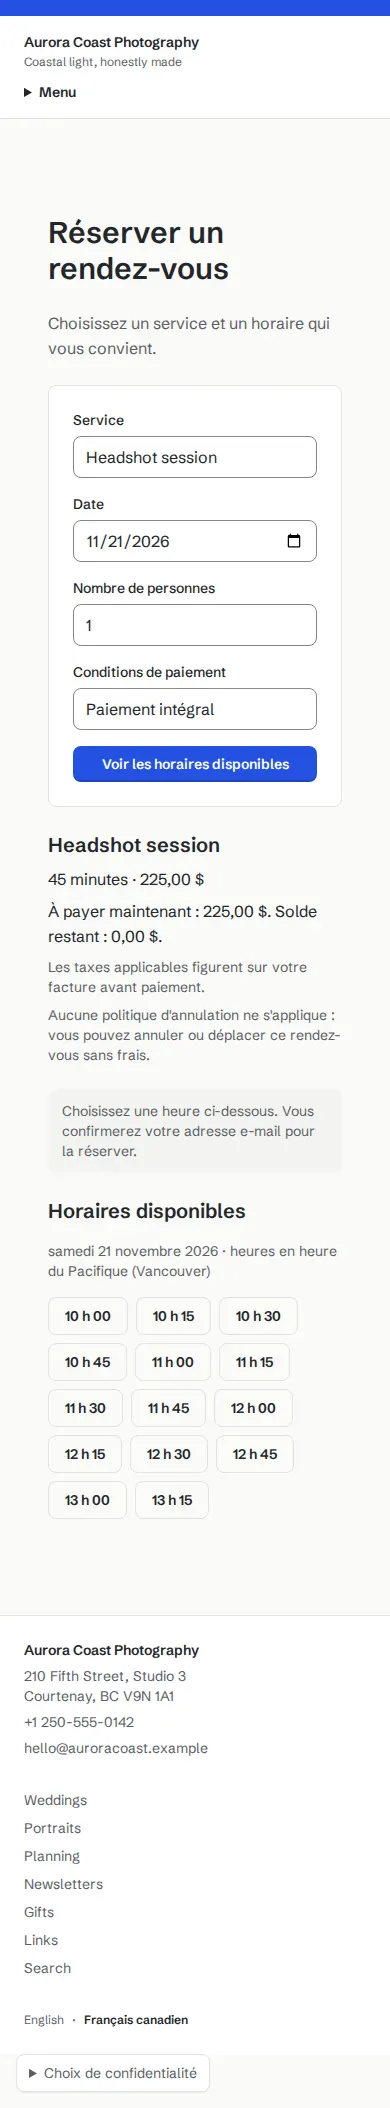 Aurora Coast Photography
Coastal light, honestly made
Menu
Réserver un
rendez-vous
Choisissez un service et un horaire qui
vous convient.
Service
Headshot session
Date
11/21/2026
Nombre de personnes
1
Conditions de paiement
Paiement intégral
Voir les horaires disponibles
Headshot session
45 minutes · 225,00 $
À payer maintenant : 225,00 $. Solde
restant : 0,00 $.
Les taxes applicables figurent sur votre
facture avant paiement.
Aucune politique d'annulation ne s'applique :
vous pouvez annuler ou déplacer ce rendez-
vous sans frais.
Choisissez une heure ci-dessous. Vous
confirmerez votre adresse e-mail pour
la réserver.
Horaires disponibles
samedi 21 novembre 2026 · heures en heure
du Pacifique (Vancouver)
10 h 00 10 h 15 10 h 30
10 h 45 11 h 00 11 h 15
11 h 30 11 h 45 12 h 00
12 h 15 12 h 30 12 h 45
13 h 00 13 h 15
Aurora Coast Photography
210 Fifth Street, Studio 3
Courtenay, BC V9N 1A1
+1 250-555-0142
hello@auroracoast.example
Weddings
Portraits
Planning
Newsletters
Gifts
Links
Search
English · Français canadien
Choix de confidentialité